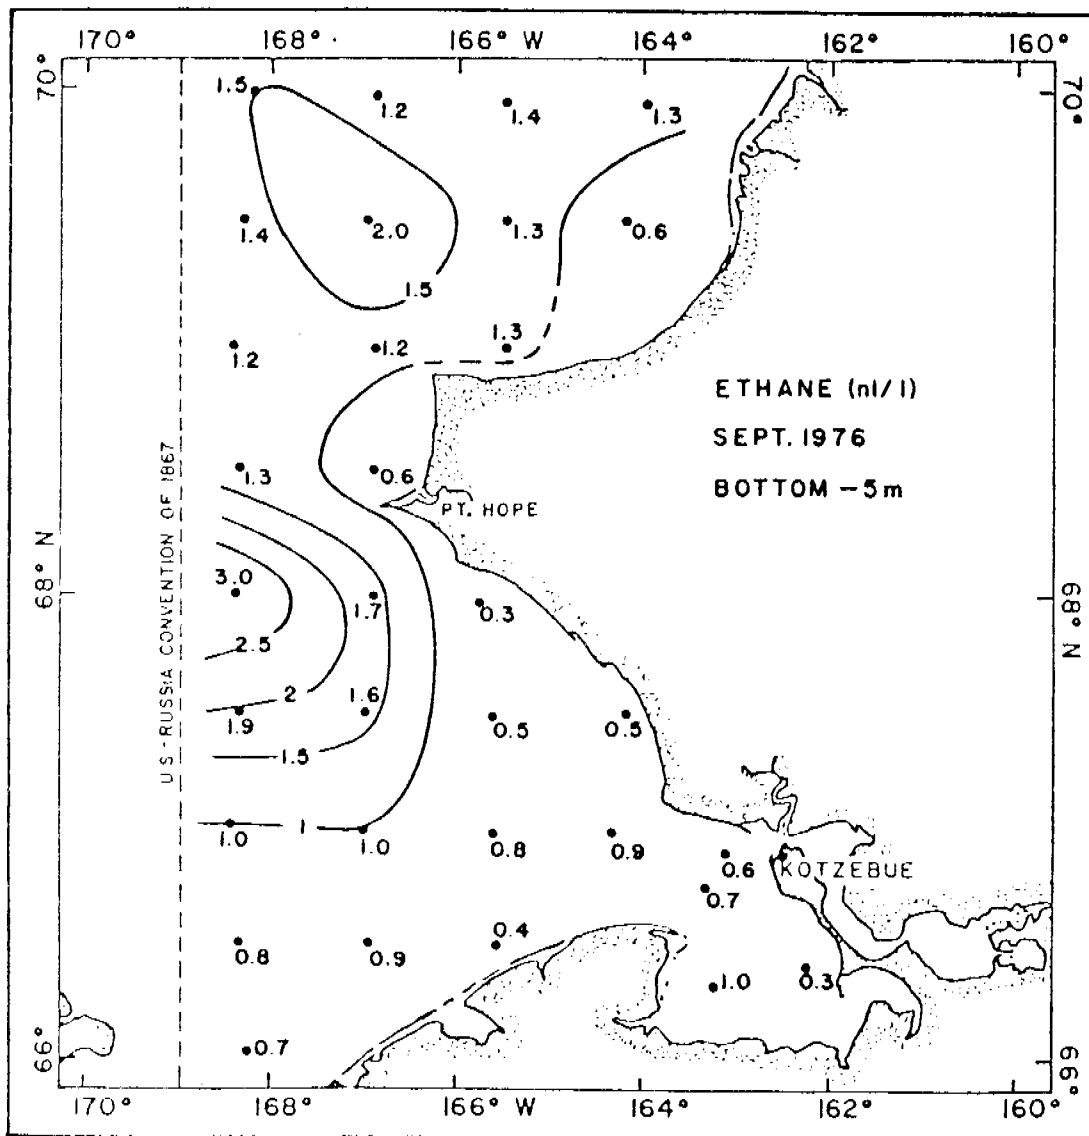 170° 168° 166° W 164° 162° 160°
70° 70°
1.5 1.2 1.4 1.3
1.4 2.0 1.3 0.6
1.5
1.2 1.2 1.3
ETHANE (nl/l)
SEPT. 1976
BOTTOM – 5m
1.3 0.6
PT. HOPE
US-RUSSIA CONVENTION OF 1867
68° N 68° N
3.0 1.7 0.3
2.5
2
1.9 1.6 0.5 0.5
1.5
1.0 1 1.0 0.8 0.9 0.6
KOTZEBUE
0.7
0.8 0.9 0.4
1.0 0.3
0.7
66°
170° 168° 166° W 164° 162° 160°